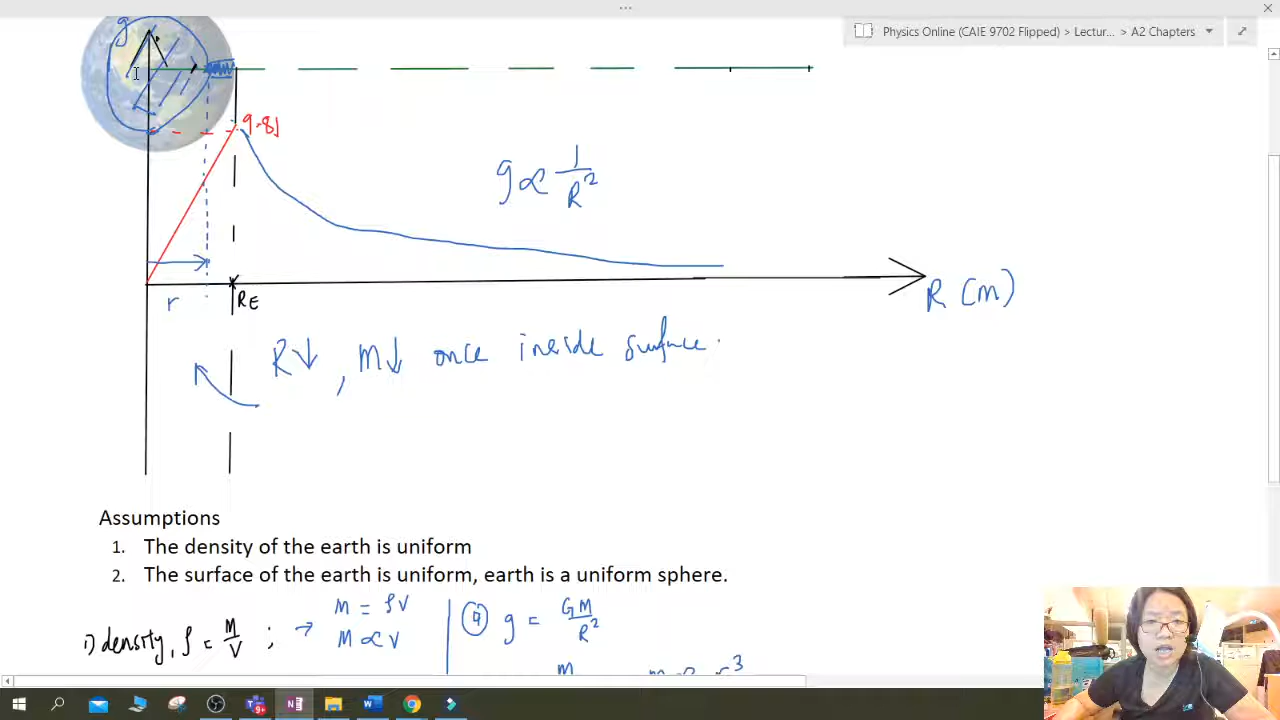 Physics Online (CAIE 9702 Flipped) > Lectur... > A2 Chapters
g
9.81
g ∝ 1/R²
r
R_E
R (m)
R↓, M↓ once inside surface.
Assumptions
1. The density of the earth is uniform
2. The surface of the earth is uniform, earth is a uniform sphere.
1) density, ρ = M/V ; → M = ρV
M ∝ V
④ g = GM/R²